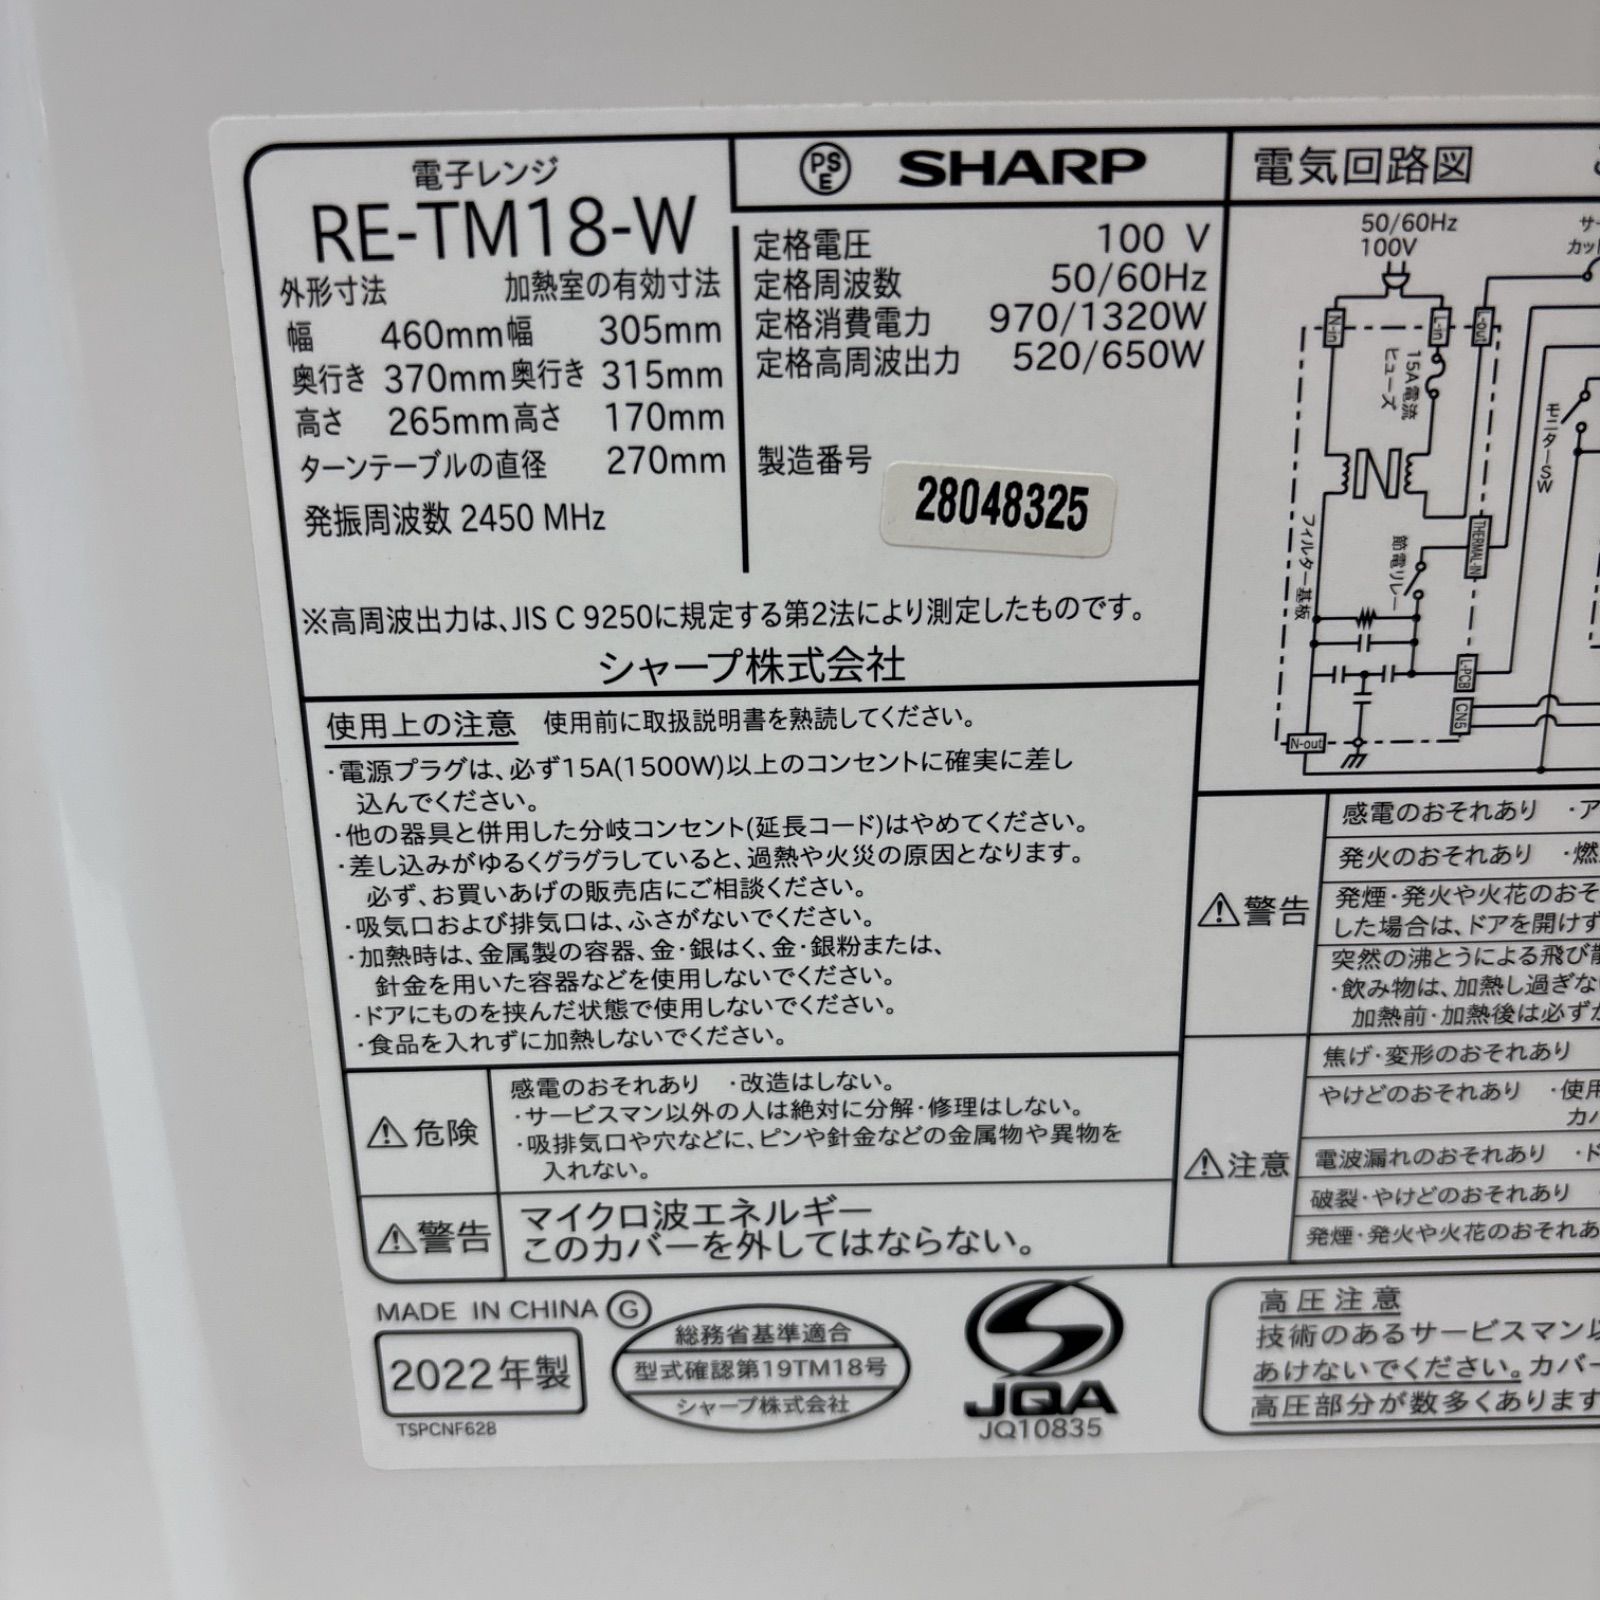 電子レンジ
RE-TM18-W
外形寸法 加熱室の有効寸法
幅 460mm 幅 305mm
奥行き 370mm 奥行き 315mm
高さ 265mm 高さ 170mm
ターンテーブルの直径 270mm
発振周波数 2450 MHz
PSE SHARP
定格電圧 100 V
定格周波数 50/60Hz
定格消費電力 970/1320W
定格高周波出力 520/650W
製造番号 28048325
※高周波出力は、JIS C 9250に規定する第2法により測定したものです。
シャープ株式会社
使用上の注意 使用前に取扱説明書を熟読してください。
・電源プラグは、必ず15A(1500W)以上のコンセントに確実に差し
込んでください。
・他の器具と併用した分岐コンセント(延長コード)はやめてください。
・差し込みがゆるくグラグラしていると、過熱や火災の原因となります。
必ず、お買いあげの販売店にご相談ください。
・吸気口および排気口は、ふさがないでください。
・加熱時は、金属製の容器、金・銀はく、金・銀粉または、
針金を用いた容器などを使用しないでください。
・ドアにものを挟んだ状態で使用しないでください。
・食品を入れずに加熱しないでください。
⚠危険
感電のおそれあり ・改造はしない。
・サービスマン以外の人は絶対に分解・修理はしない。
・吸排気口や穴などに、ピンや針金などの金属物や異物を
入れない。
⚠警告
マイクロ波エネルギー
このカバーを外してはならない。
MADE IN CHINA G
2022年製
TSPCNF628
総務省基準適合
型式確認第19TM18号
シャープ株式会社
JQA
JQ10835
電気回路図
50/60Hz
100V
サー
カット
N-in
L-in
L-out
15A電流
ヒューズ
モニターSW
フィルター基板
節電リレー
THERMAL-IN
L-PCB
CN5
N-out
⚠警告
感電のおそれあり ・ア
発火のおそれあり ・燃
発煙・発火や火花のおそ
した場合は、ドアを開けず
突然の沸とうによる飛び散
・飲み物は、加熱し過ぎな
加熱前・加熱後は必ずか
⚠注意
焦げ・変形のおそれあり
やけどのおそれあり ・使用
カバ
電波漏れのおそれあり ・ド
破裂・やけどのおそれあり
発煙・発火や火花のおそれあ
高圧注意
技術のあるサービスマン以
あけないでください。カバー
高圧部分が数多くあります